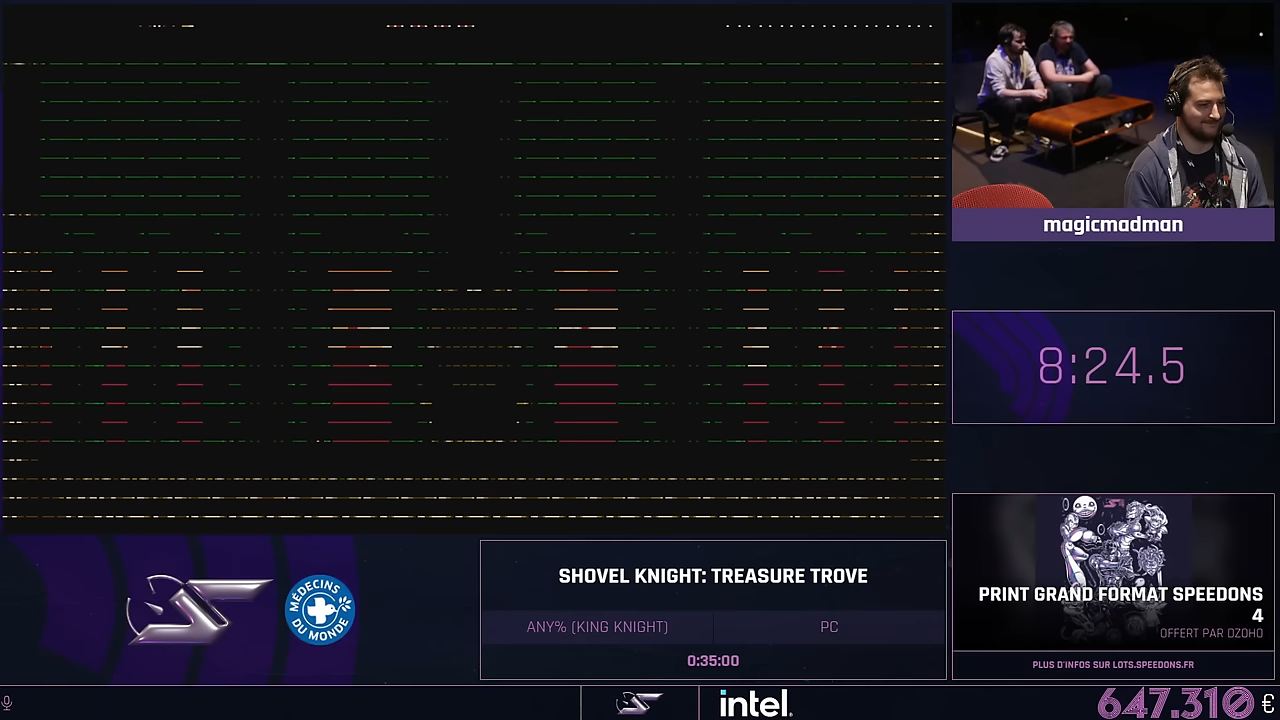 magicmadman
8:24.5
MÉDECINS
DU MONDE
SHOVEL KNIGHT: TREASURE TROVE
ANY% (KING KNIGHT)
PC
0:35:00
PRINT GRAND FORMAT SPEEDONS
4
OFFERT PAR OZOHO
PLUS D'INFOS SUR LOTS.SPEEDONS.FR
intel.
647.310 €